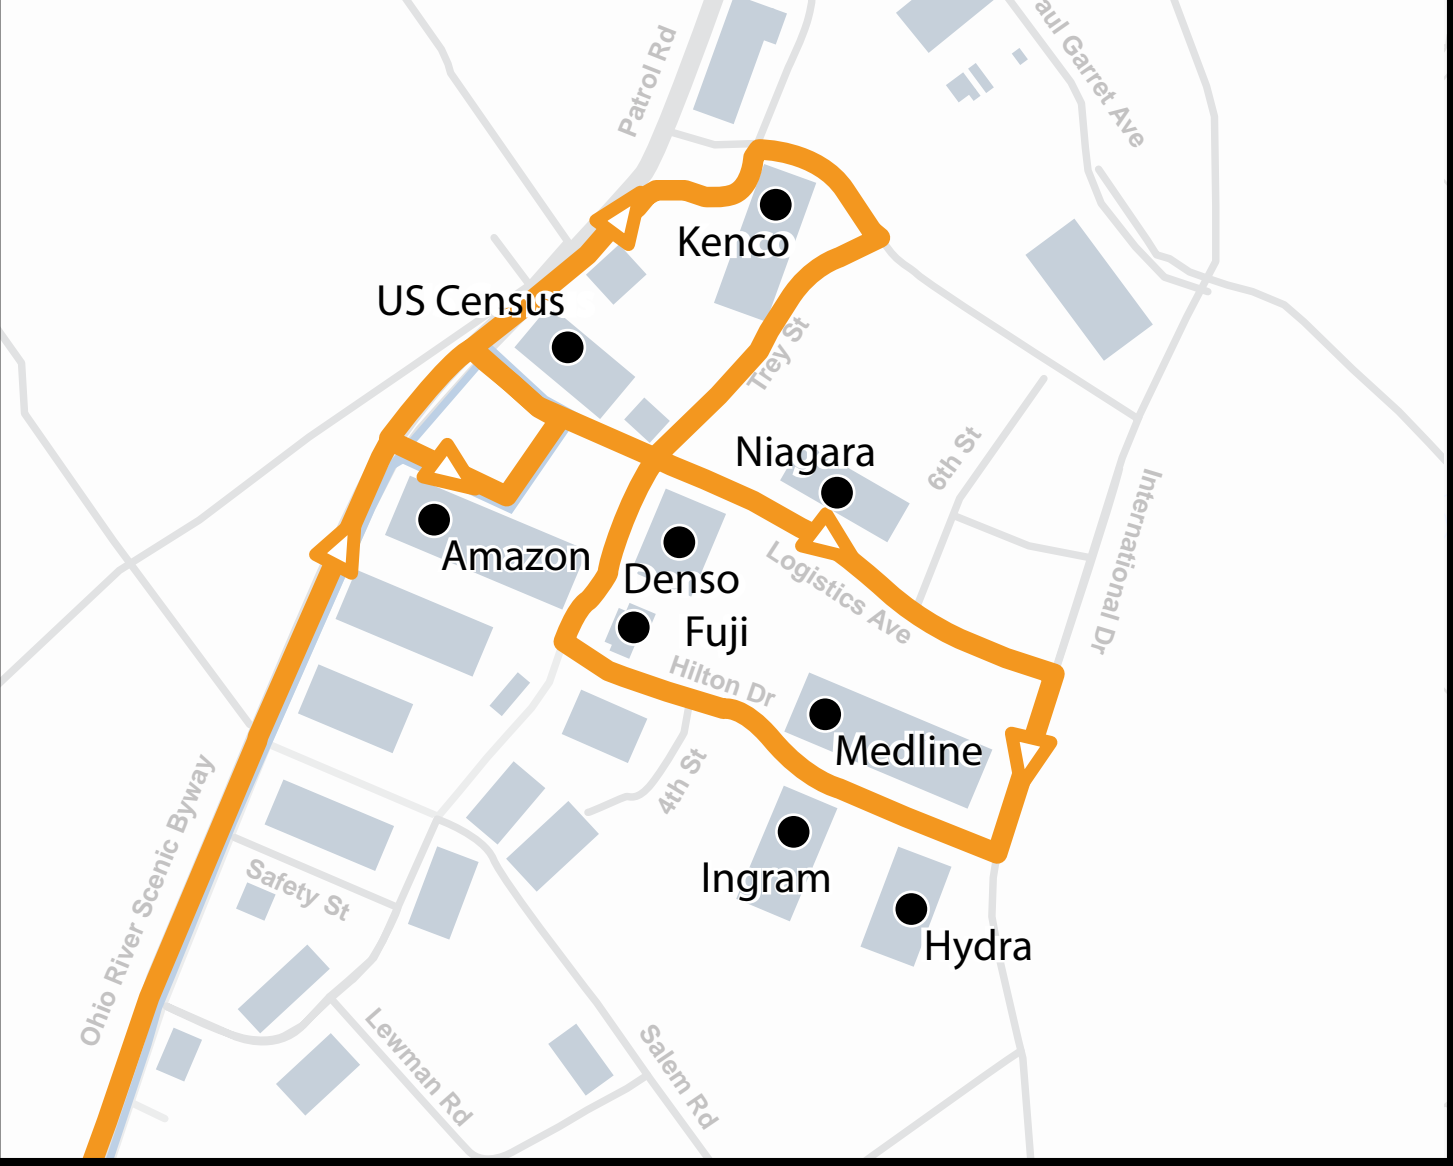 Patrol Rd
aul Garret Ave
Kenco
US Census
Trey St
Niagara
6th St
International Dr
Amazon
Denso
Logistics Ave
Fuji
Hilton Dr
Medline
4th St
Ohio River Scenic Byway
Ingram
Safety St
Hydra
Lewman Rd
Salem Rd